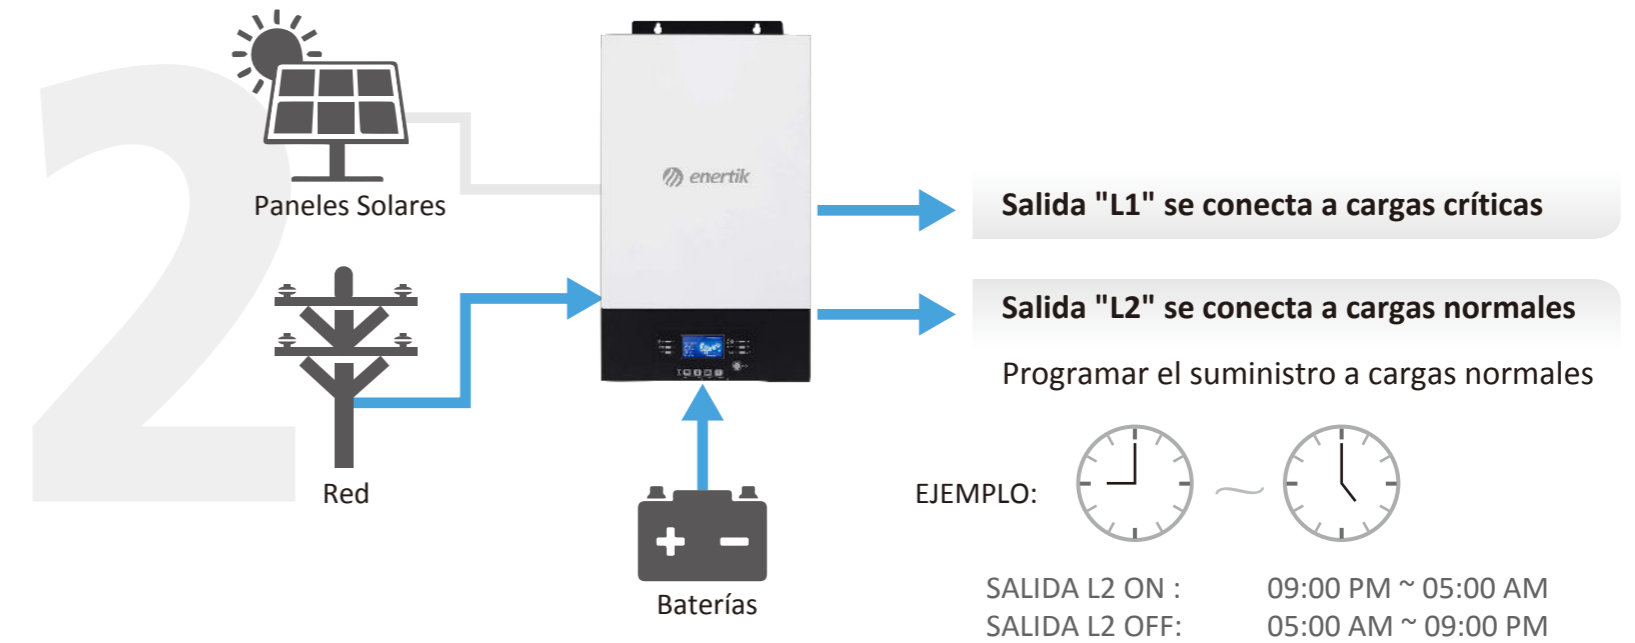 2
Paneles Solares
enertik
Salida "L1" se conecta a cargas críticas
Salida "L2" se conecta a cargas normales
Programar el suministro a cargas normales
Red
EJEMPLO:
Baterías
SALIDA L2 ON : 09:00 PM ~ 05:00 AM
SALIDA L2 OFF: 05:00 AM ~ 09:00 PM